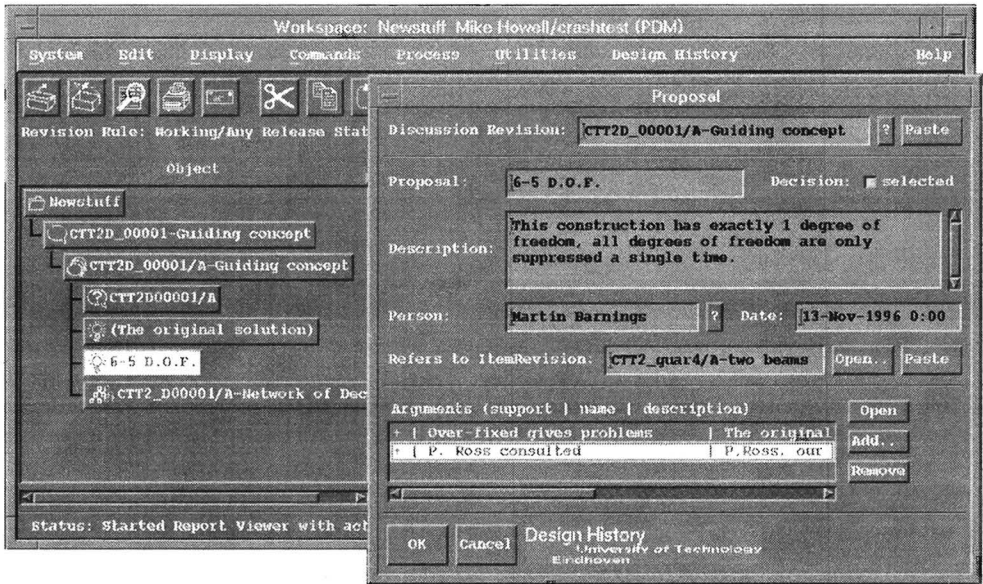 Workspace: Newstuff Mike Howell/crashtest (PDM)
System Edit Display Commands Process Utilities Design History Help
Revision Rule: Working/Any Release Stat
Object
Newstuff
CTT2D_00001-Guiding concept
CTT2D_00001/A-Guiding concept
CTT2D00001/A
(The original solution)
6-5 D.O.F.
CTT2_D00001/A-Network of Dec
Status: Started Report Viewer with act
Proposal
Discussion Revision: CTT2D_00001/A-Guiding concept ? Paste
Proposal: 6-5 D.O.F. Decision: selected
Description: This construction has exactly 1 degree of
freedom, all degrees of freedom are only
suppressed a single time.
Person: Martin Barnings ? Date: 13-Nov-1996 0:00
Refers to ItemRevision: CTT2_guar4/A-two beams Open.. Paste
Arguments (support | name | description) Open
+ | Over-fixed gives problems | The original
+ | P. Ross consulted | P.Ross, our
Add..
Remove
OK Cancel Design History
University of Technology
Eindhoven